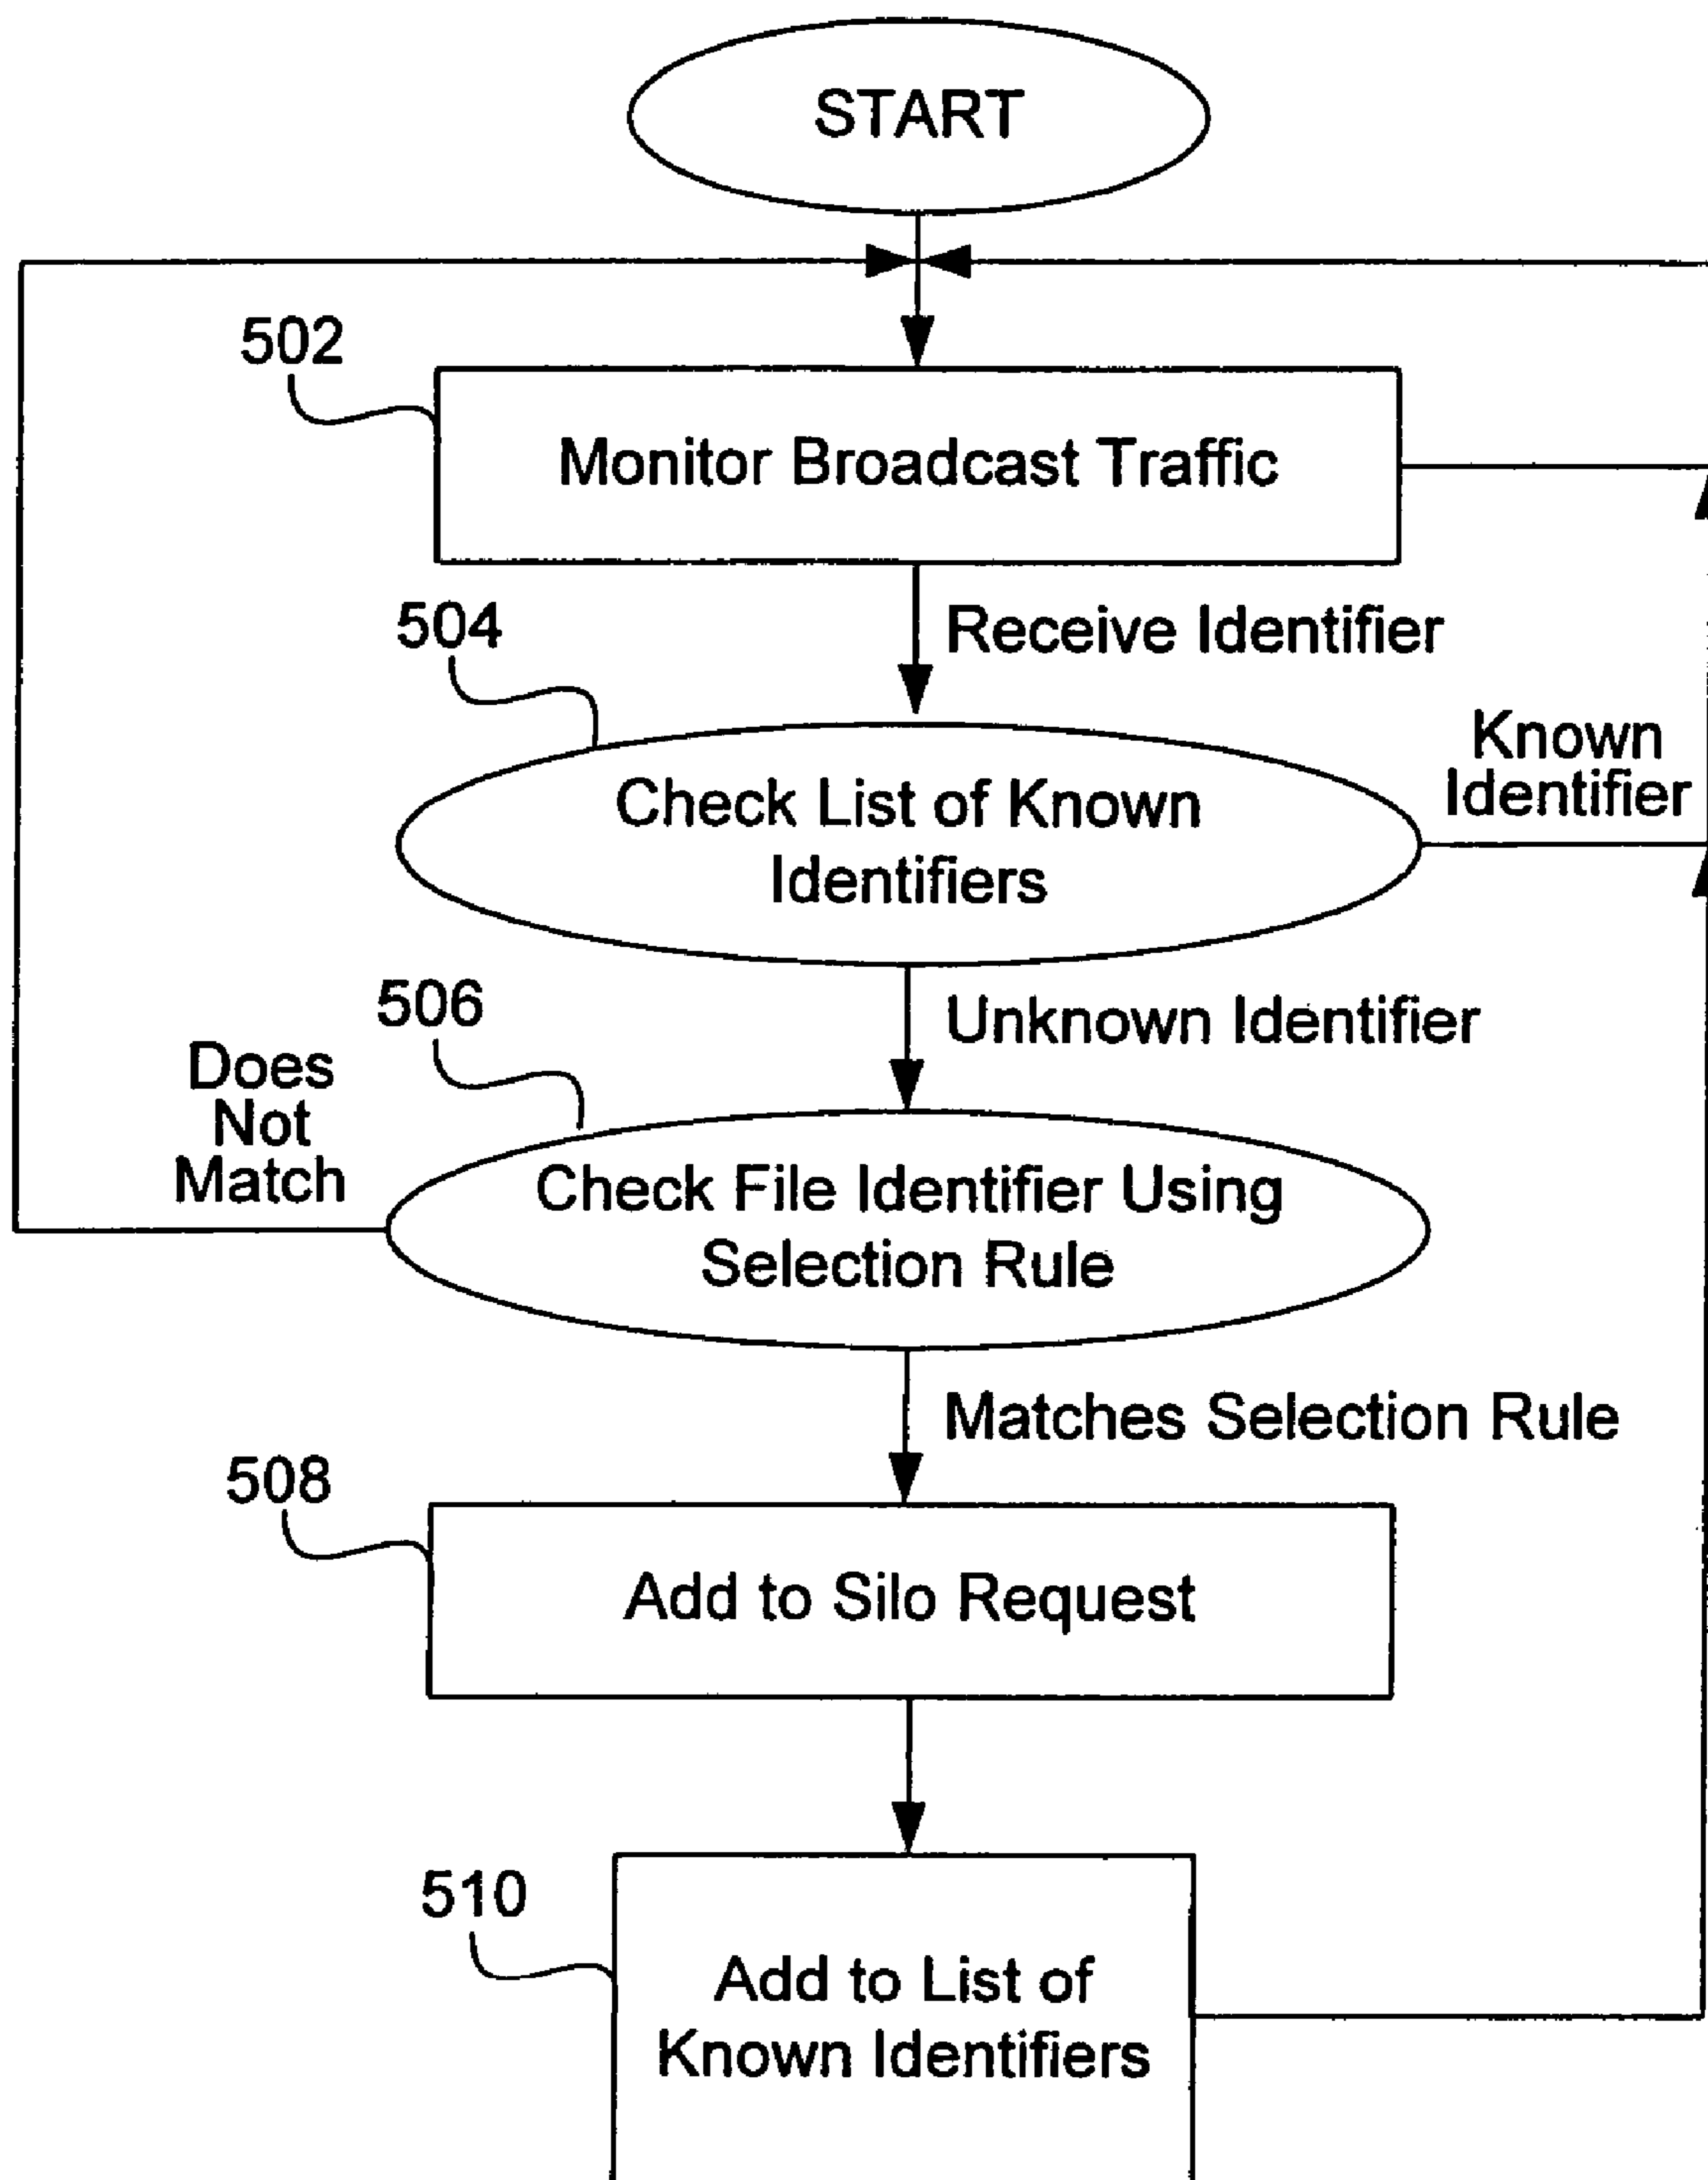 START
502
Monitor Broadcast Traffic
504
Receive Identifier
Known
Identifier
Check List of Known
Identifiers
506
Unknown Identifier
Does
Not
Match
Check File Identifier Using
Selection Rule
Matches Selection Rule
508
Add to Silo Request
510
Add to List of
Known Identifiers